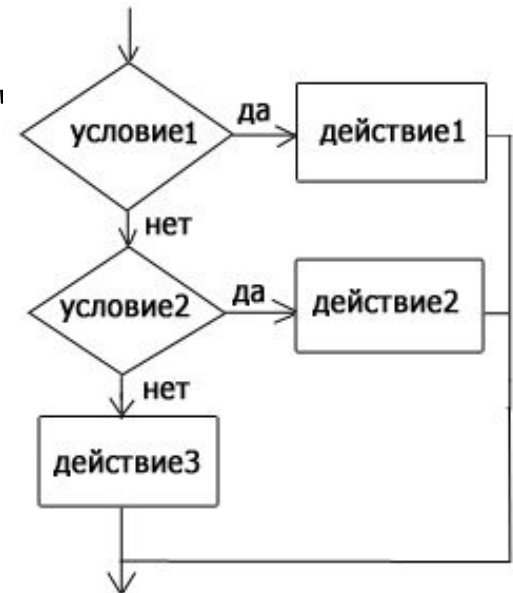 да
условие1
действие1
нет
да
условие2
действие2
нет
действие3